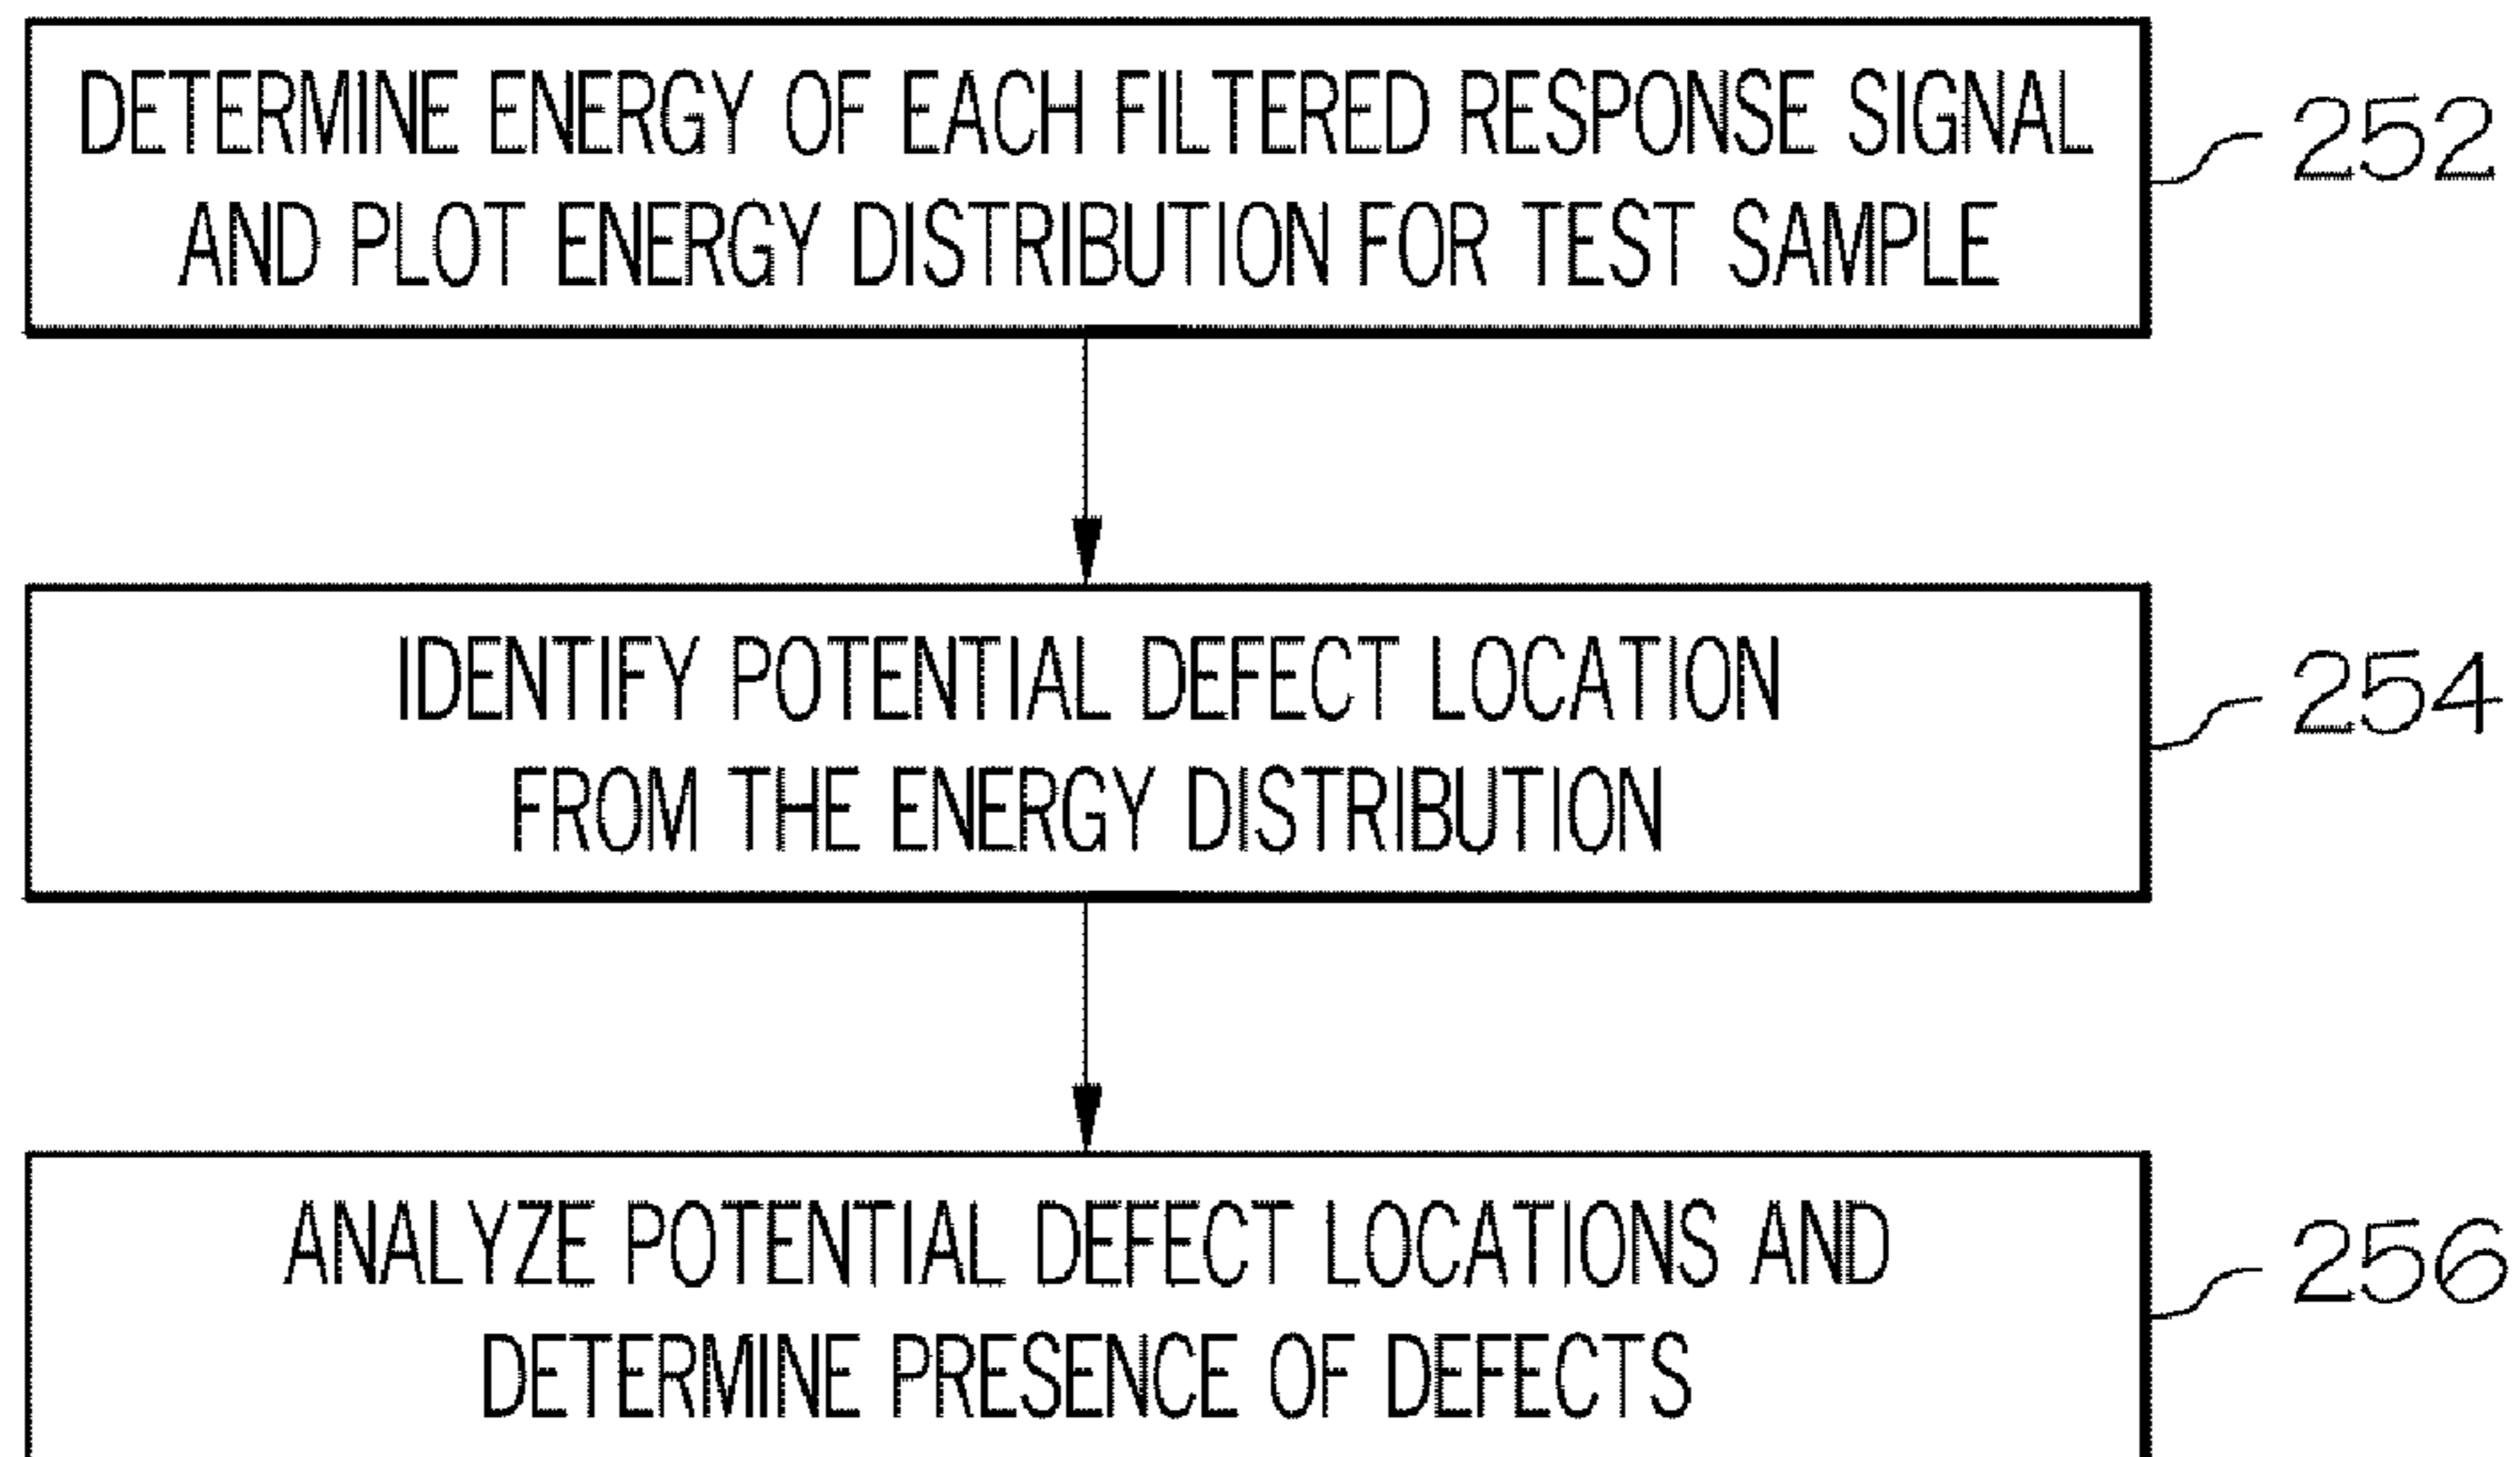 DETERMINE ENERGY OF EACH FILTERED RESPONSE SIGNAL
AND PLOT ENERGY DISTRIBUTION FOR TEST SAMPLE
252
IDENTIFY POTENTIAL DEFECT LOCATION
FROM THE ENERGY DISTRIBUTION
254
ANALYZE POTENTIAL DEFECT LOCATIONS AND
DETERMINE PRESENCE OF DEFECTS
256